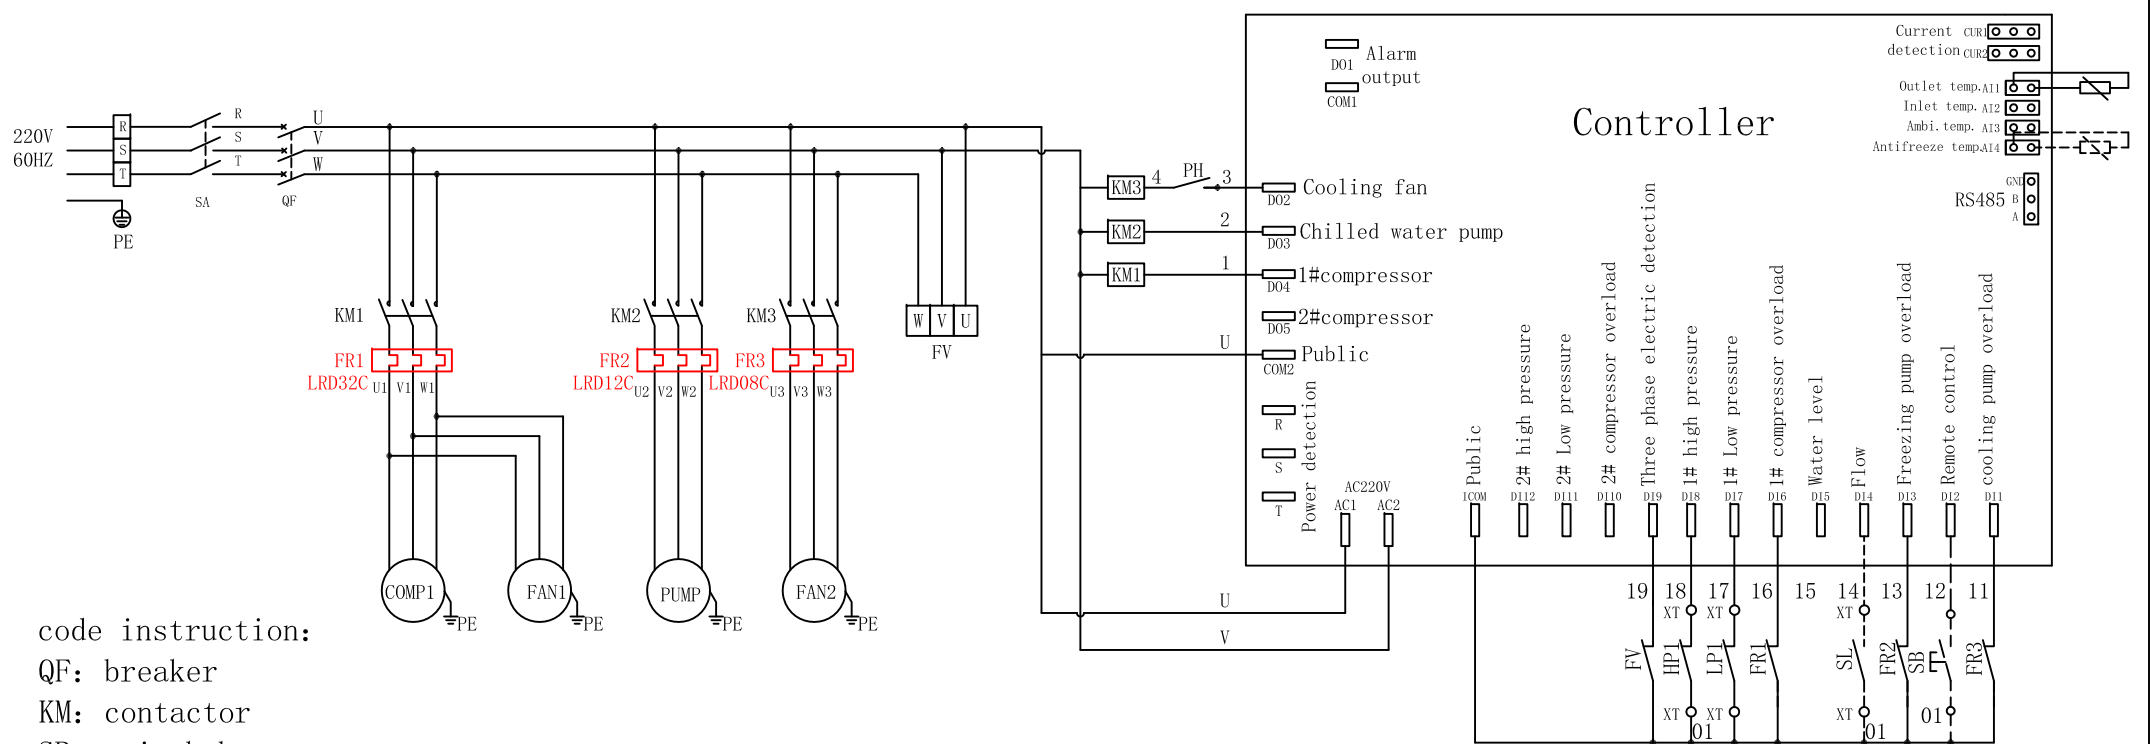 220V
60HZ
R
S
T
PE
R
S
T
SA
QF
U
V
W
KM1
FR1
LRD32C
U1
V1
W1
KM2
FR2
LRD12C
U2
V2
W2
KM3
FR3
LRD08C
U3
V3
W3
W
V
U
FV
COMP1
PE
FAN1
PE
PUMP
PE
FAN2
PE
code instruction:
QF: breaker
KM: contactor
KM3
4
PH
3
KM2
2
KM1
1
U
U
V
Controller
DO1
Alarm
output
COM1
DO2
Cooling fan
DO3
Chilled water pump
DO4
1#compressor
DO5
2#compressor
COM2
Public
R
S
T
Power detection
AC220V
AC1
AC2
Current
detection
CUR1
CUR2
Outlet temp.
AI1
Inlet temp.
AI2
Ambi.temp.
AI3
Antifreeze temp.
AI4
RS485
GND
B
A
Public
ICOM
2# high pressure
DI12
2# Low pressure
DI11
2# compressor overload
DI10
Three phase electric detection
DI9
1# high pressure
DI8
1# Low pressure
DI7
1# compressor overload
DI6
Water level
DI5
Flow
DI4
Freezing pump overload
DI3
Remote control
DI2
cooling pump overload
DI1
19
18
17
16
15
14
13
12
11
XT
XT
XT
FV
HP1
LP1
FR1
SL
FR2
SB
FR3
XT
XT
01
XT
01
01